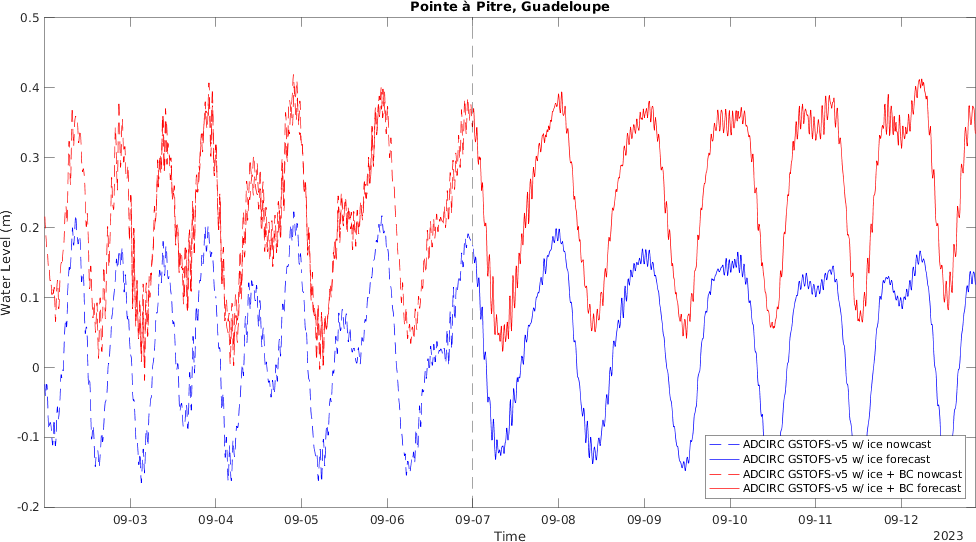 Pointe à Pitre, Guadeloupe
0.5
0.4
0.3
0.2
0.1
0
-0.1
-0.2
Water Level (m)
ADCIRC GSTOFS-v5 w/ ice nowcast
ADCIRC GSTOFS-v5 w/ ice forecast
ADCIRC GSTOFS-v5 w/ ice + BC nowcast
ADCIRC GSTOFS-v5 w/ ice + BC forecast
09-03 09-04 09-05 09-06 09-07 09-08 09-09 09-10 09-11 09-12
Time
2023